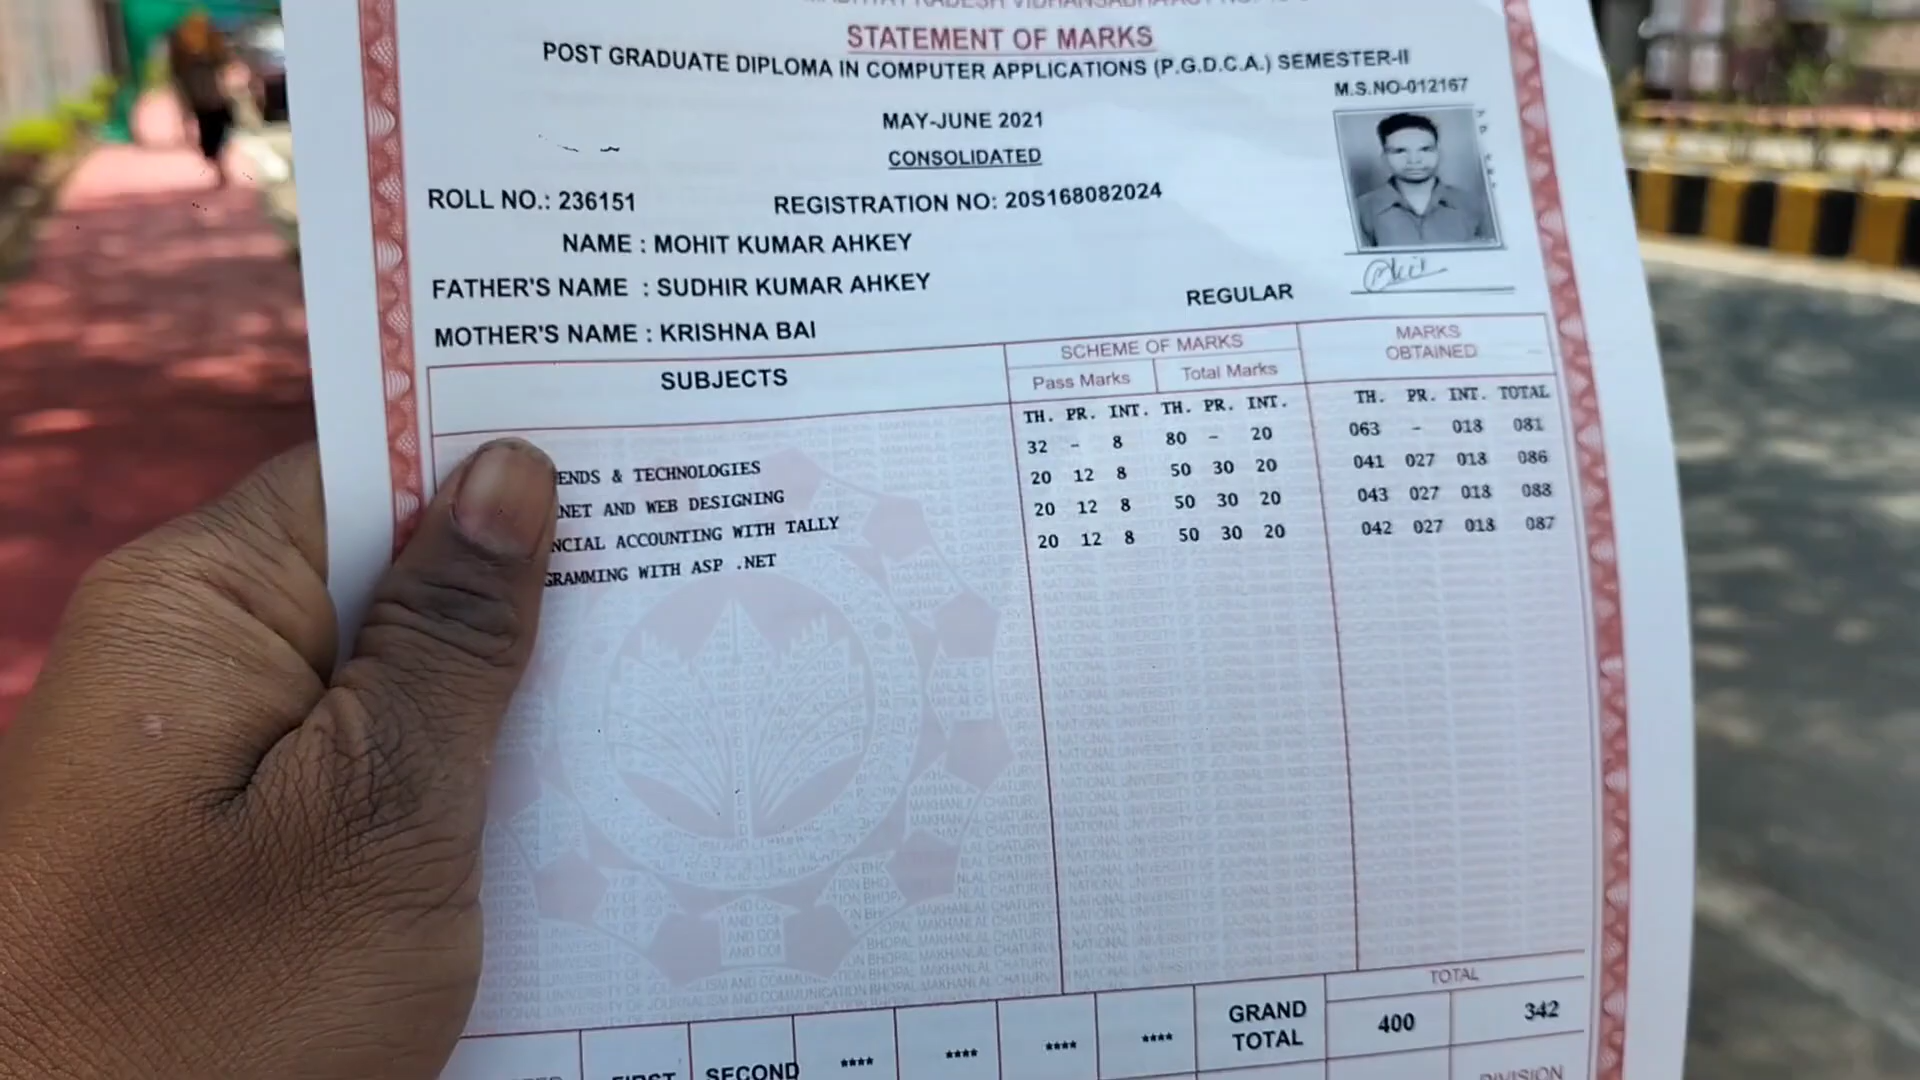 STATEMENT OF MARKS
POST GRADUATE DIPLOMA IN COMPUTER APPLICATIONS (P.G.D.C.A.) SEMESTER-II
M.S.NO-012167
MAY-JUNE 2021
CONSOLIDATED
ROLL NO.: 236151 REGISTRATION NO: 20S168082024
NAME : MOHIT KUMAR AHKEY
FATHER'S NAME : SUDHIR KUMAR AHKEY
REGULAR
MOTHER'S NAME : KRISHNA BAI
SUBJECTS
SCHEME OF MARKS
Pass Marks Total Marks
MARKS
OBTAINED
TH. PR. INT. TH. PR. INT. TH. PR. INT. TOTAL
32 - 8 80 - 20 063 - 018 081
ENDS & TECHNOLOGIES 20 12 8 50 30 20 041 027 018 086
NET AND WEB DESIGNING 20 12 8 50 30 20 043 027 018 088
NCIAL ACCOUNTING WITH TALLY 20 12 8 50 30 20 042 027 018 087
GRAMMING WITH ASP .NET
TOTAL
GRAND
TOTAL
400 342
FIRST SECOND **** **** **** ****
DIVISION